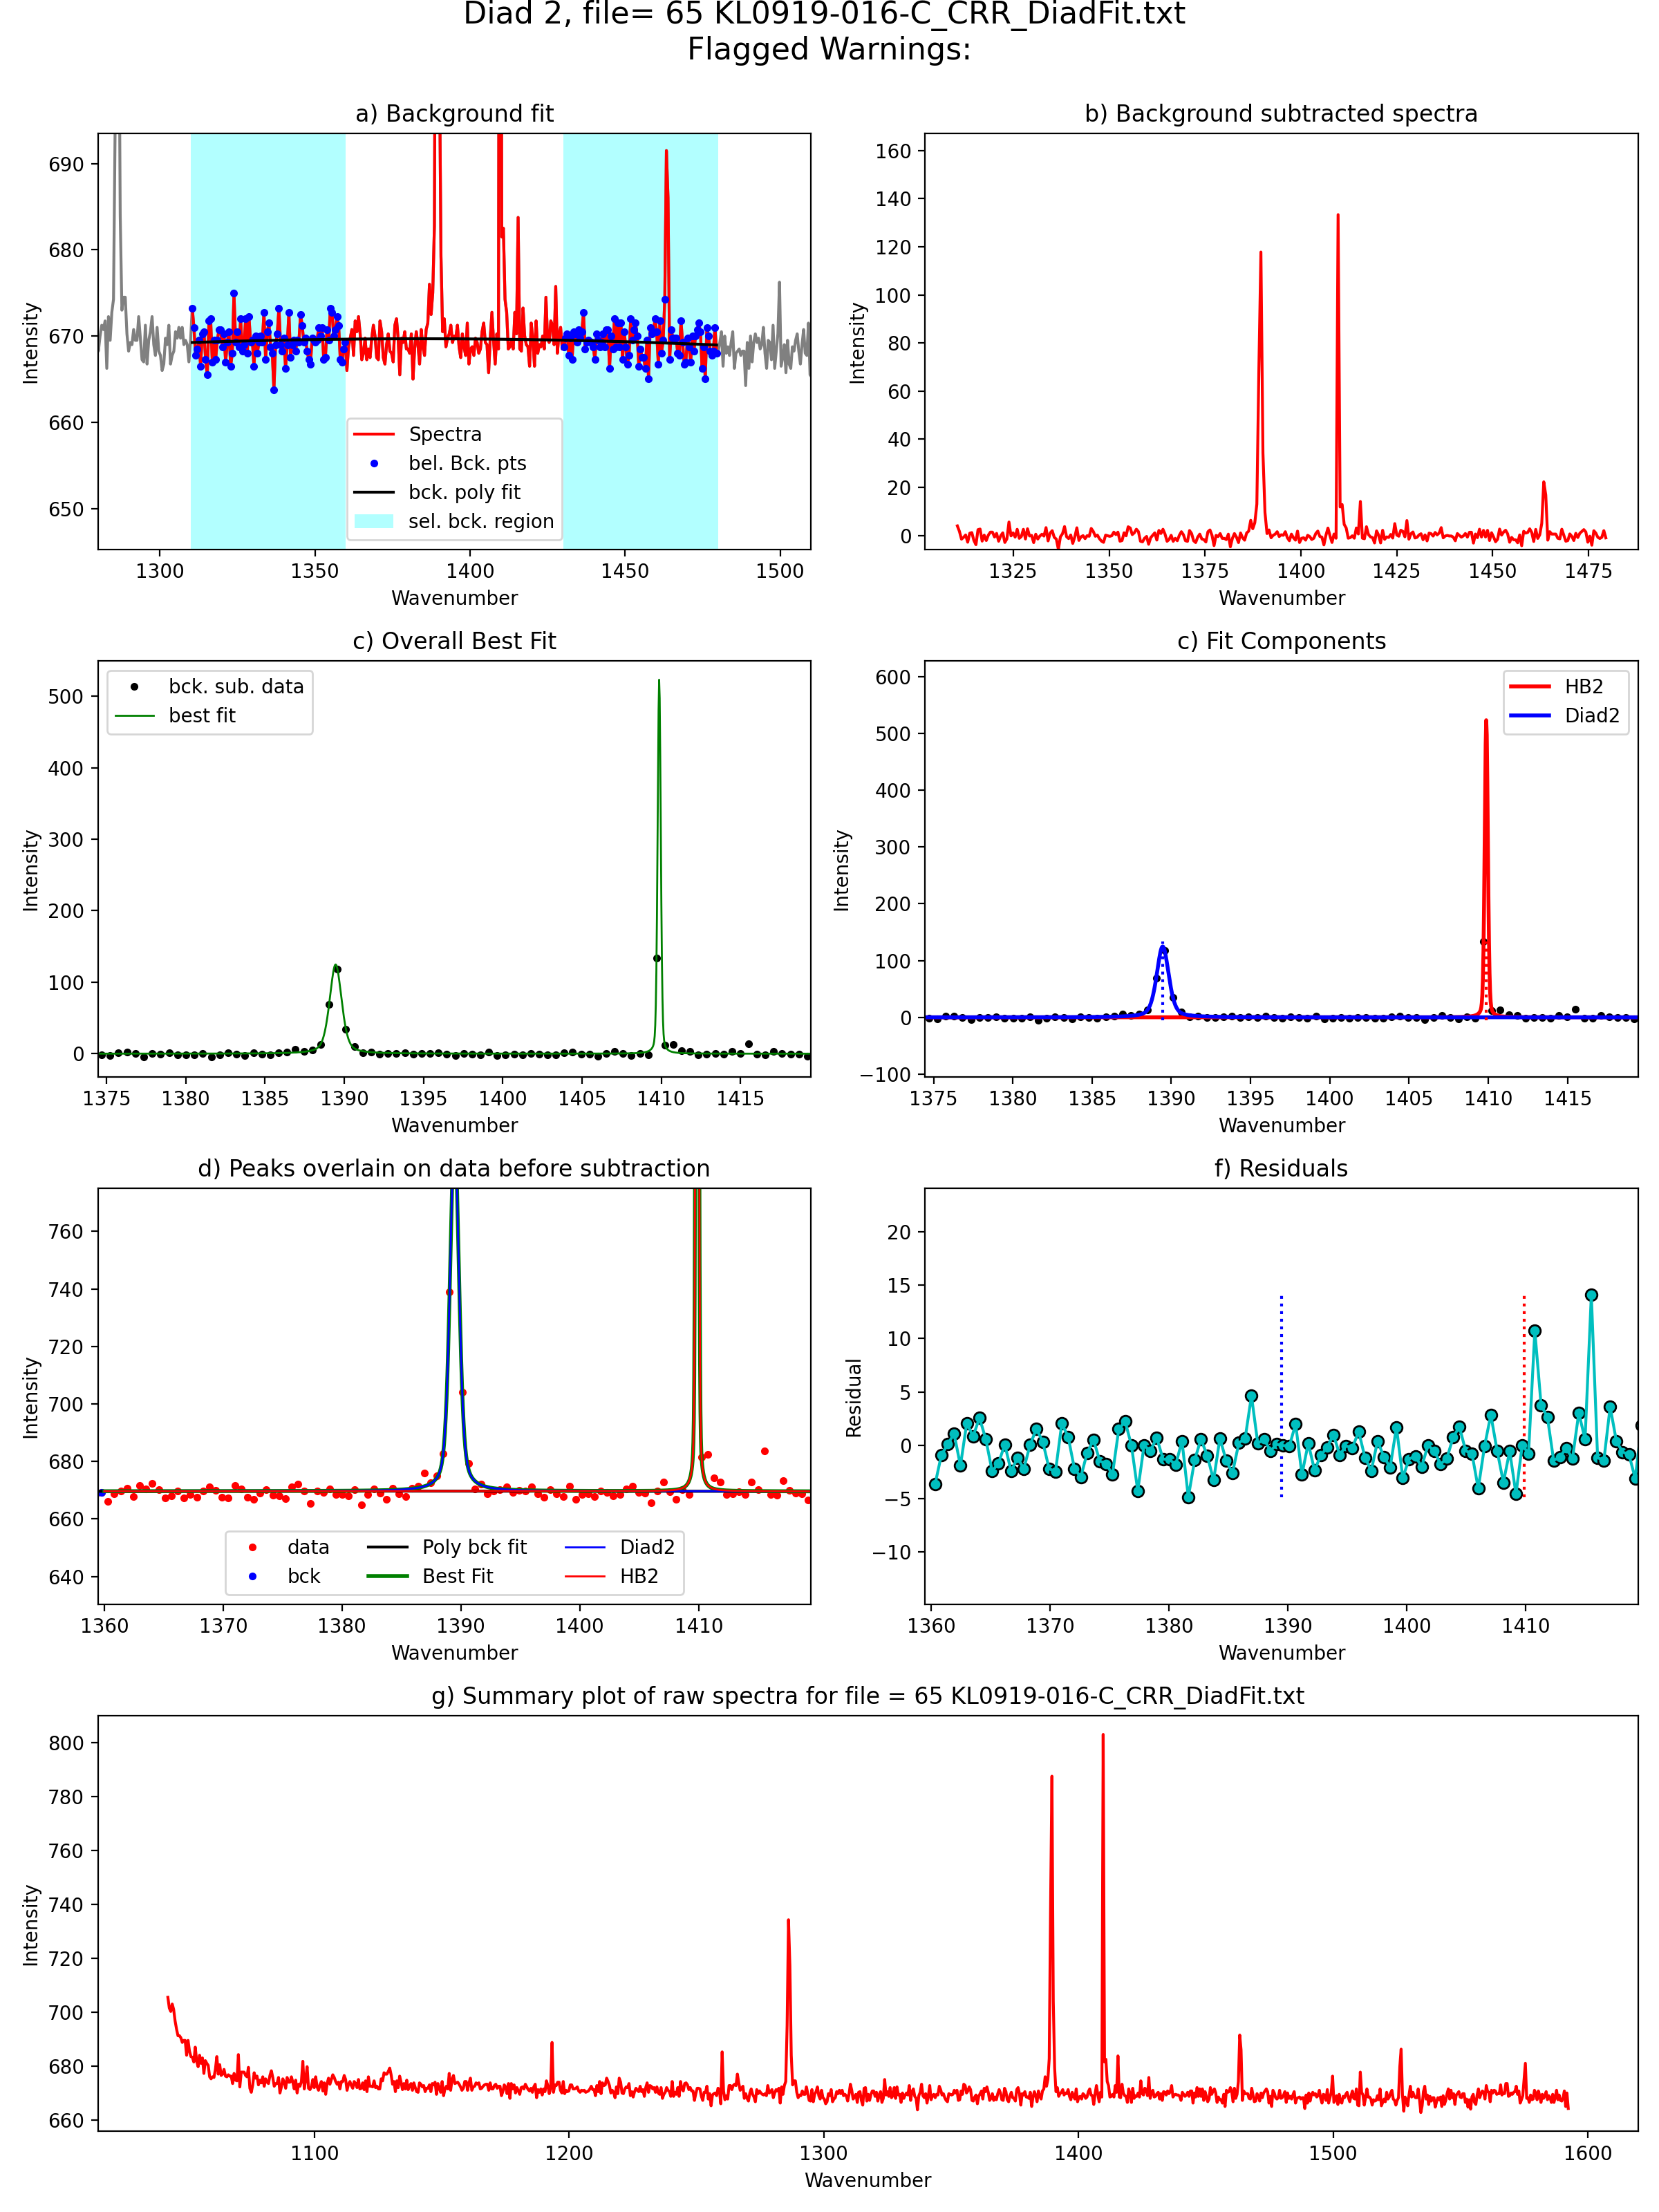 Diad 2, file= 65 KL0919-016-C_CRR_DiadFit.txt
Flagged Warnings:
a) Background fit
690
680
670
660
650
Intensity
Spectra
bel. Bck. pts
bck. poly fit
sel. bck. region
1300 1350 1400 1450 1500
Wavenumber
b) Background subtracted spectra
160
140
120
100
80
60
40
20
0
Intensity
1325 1350 1375 1400 1425 1450 1475
Wavenumber
c) Overall Best Fit
500
400
300
200
100
0
Intensity
bck. sub. data
best fit
1375 1380 1385 1390 1395 1400 1405 1410 1415
Wavenumber
c) Fit Components
600
500
400
300
200
100
0
−100
Intensity
HB2
Diad2
1375 1380 1385 1390 1395 1400 1405 1410 1415
Wavenumber
d) Peaks overlain on data before subtraction
760
740
720
700
680
660
640
Intensity
data
bck
Poly bck fit
Best Fit
Diad2
HB2
1360 1370 1380 1390 1400 1410
Wavenumber
f) Residuals
20
15
10
5
0
−5
−10
Residual
1360 1370 1380 1390 1400 1410
Wavenumber
g) Summary plot of raw spectra for file = 65 KL0919-016-C_CRR_DiadFit.txt
800
780
760
740
720
700
680
660
Intensity
1100 1200 1300 1400 1500 1600
Wavenumber